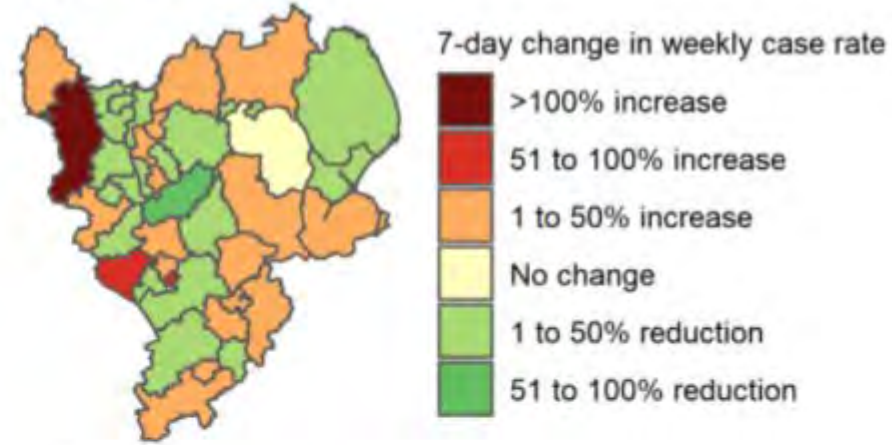 7-day change in weekly case rate
>100% increase
51 to 100% increase
1 to 50% increase
No change
1 to 50% reduction
51 to 100% reduction